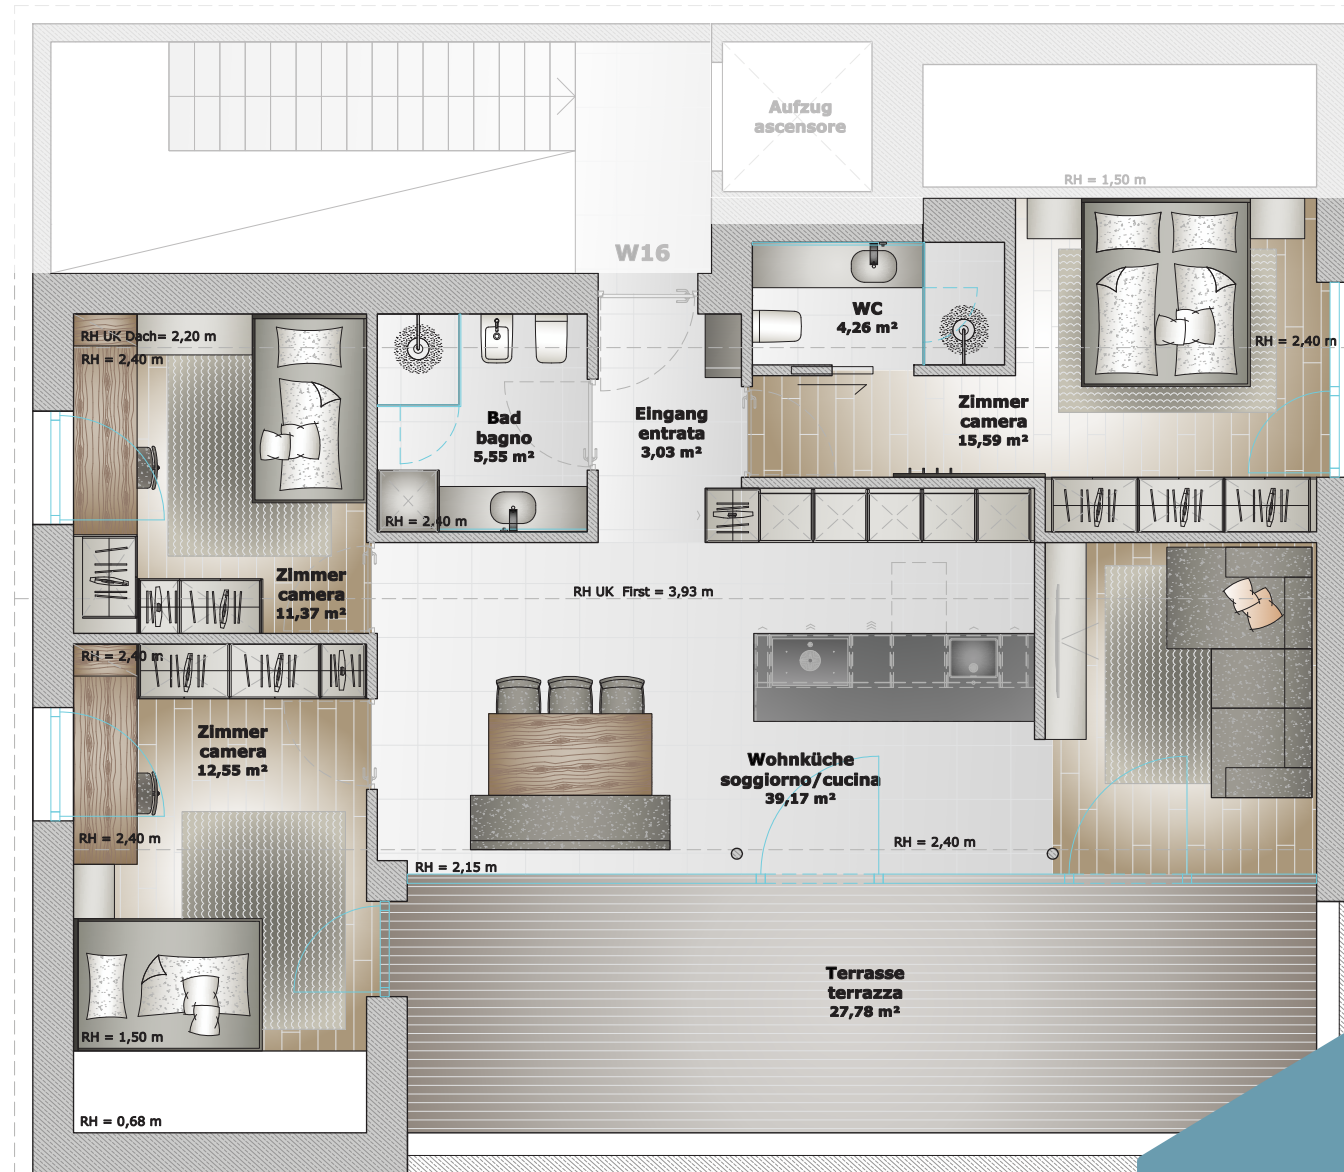 Aufzug
ascensore
RH = 1,50 m
W16
WC
4,26 m²
RH UK Dach= 2,20 m
RH = 2,40 m
RH = 2,40 m
Zimmer
camera
15,59 m²
Bad
bagno
5,55 m²
Eingang
entrata
3,03 m²
RH = 2,40 m
Zimmer
camera
11,37 m²
RH UK First = 3,93 m
RH = 2,40 m
Zimmer
camera
12,55 m²
Wohnküche
soggiorno/cucina
39,17 m²
RH = 2,40 m
RH = 2,40 m
RH = 2,15 m
Terrasse
terrazza
27,78 m²
RH = 1,50 m
RH = 0,68 m